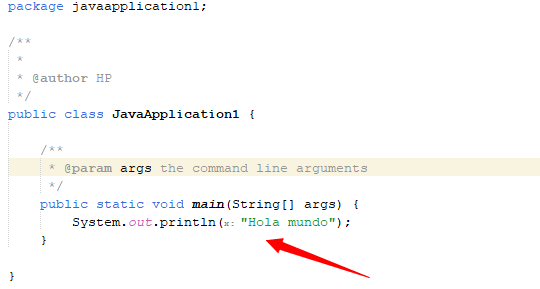 package javaapplication1;
/**
 *
 * @author HP
 */
public class JavaApplication1 {
    /**
     * @param args the command line arguments
     */
    public static void main(String[] args) {
        System.out.println(x: "Hola mundo");
    }
}